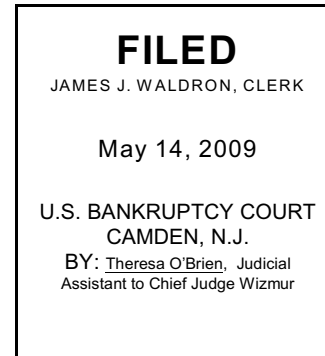 FILED
JAMES J. WALDRON, CLERK
May 14, 2009
U.S. BANKRUPTCY COURT
CAMDEN, N.J.
BY: Theresa O'Brien, Judicial
Assistant to Chief Judge Wizmur